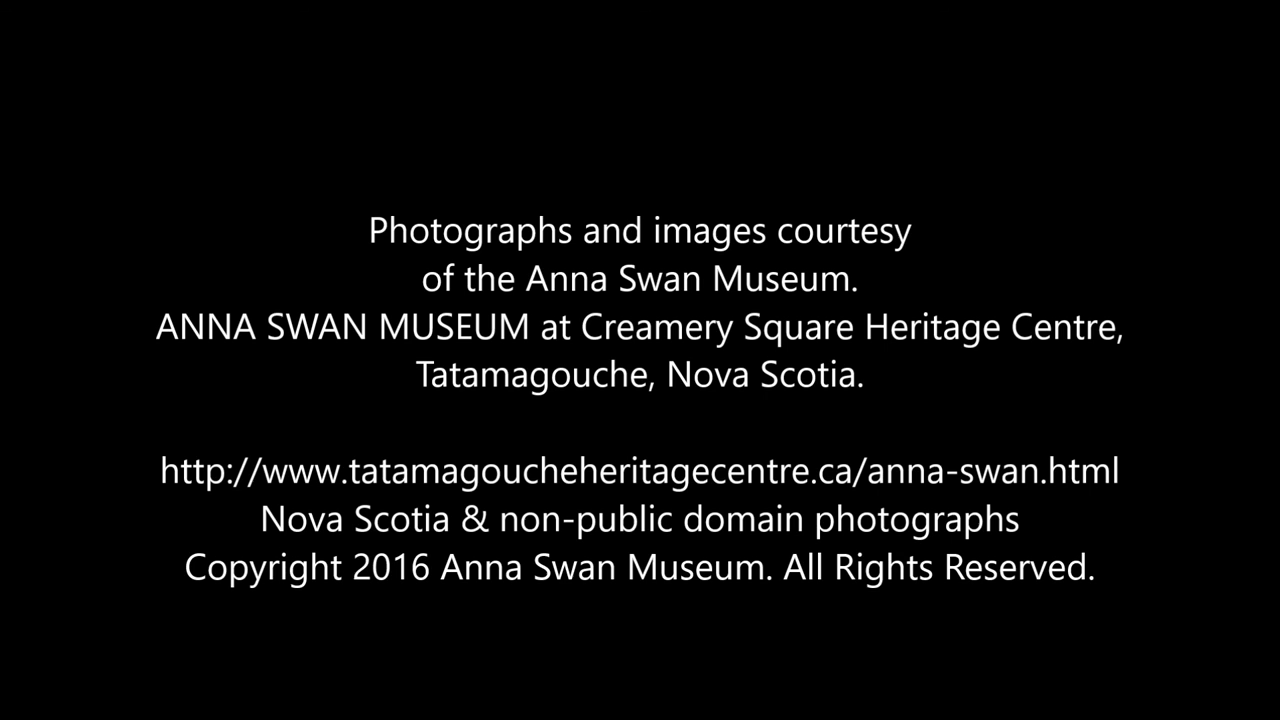 Photographs and images courtesy
of the Anna Swan Museum.
ANNA SWAN MUSEUM at Creamery Square Heritage Centre,
Tatamagouche, Nova Scotia.
http://www.tatamagoucheheritagecentre.ca/anna-swan.html
Nova Scotia & non-public domain photographs
Copyright 2016 Anna Swan Museum. All Rights Reserved.